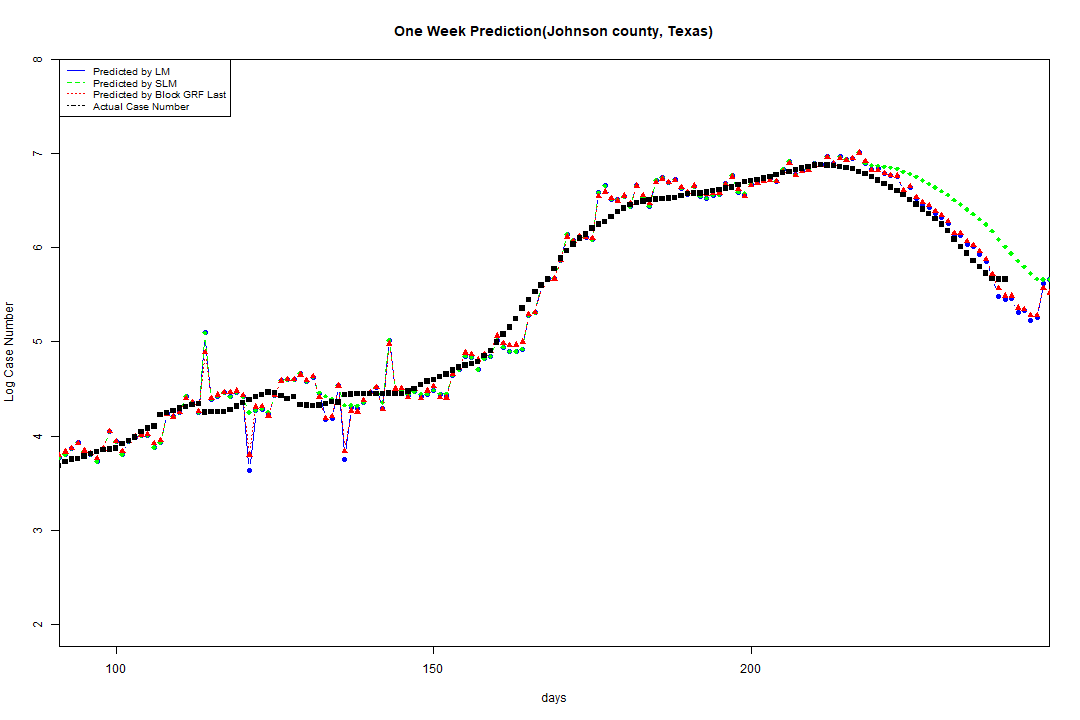 One Week Prediction(Johnson county, Texas)
Predicted by LM
Predicted by SLM
Predicted by Block GRF Last
Actual Case Number
8
7
6
5
4
3
2
Log Case Number
100 150 200
days